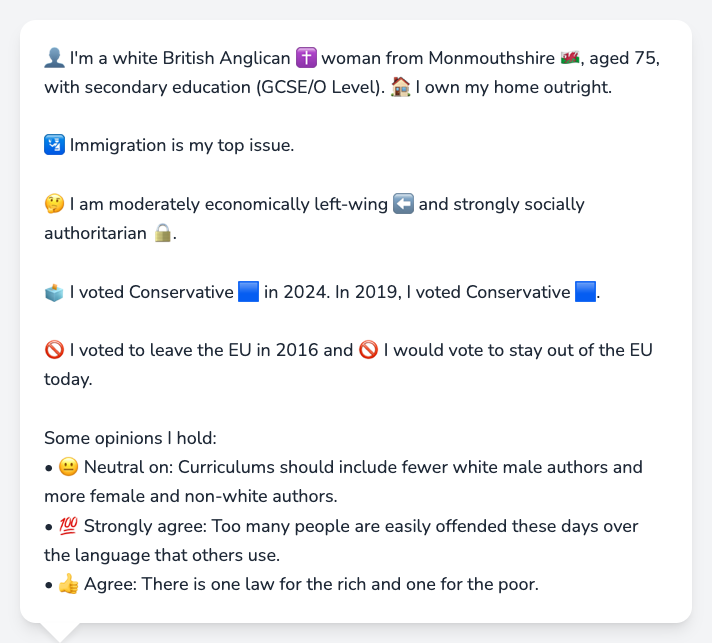 👤 I'm a white British Anglican ✝️ woman from Monmouthshire 🏴󠁧󠁢󠁷󠁬󠁳󠁿, aged 75,
with secondary education (GCSE/O Level). 🏠 I own my home outright.
🛂 Immigration is my top issue.
🤔 I am moderately economically left-wing ⬅️ and strongly socially
authoritarian 🔒.
🗳️ I voted Conservative 🟦 in 2024. In 2019, I voted Conservative 🟦.
🚫 I voted to leave the EU in 2016 and 🚫 I would vote to stay out of the EU
today.
Some opinions I hold:
• 😐 Neutral on: Curriculums should include fewer white male authors and
more female and non-white authors.
• 💯 Strongly agree: Too many people are easily offended these days over
the language that others use.
• 👍 Agree: There is one law for the rich and one for the poor.